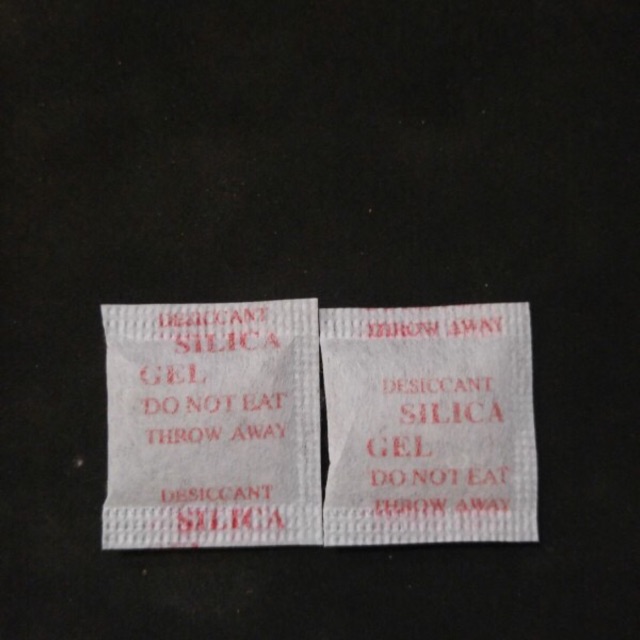 DESICCANT
SILICA
GEL
DO NOT EAT
THROW AWAY
DESICCANT
SILICA
THROW AWAY
DESICCANT
SILICA
GEL
DO NOT EAT
THROW AWAY